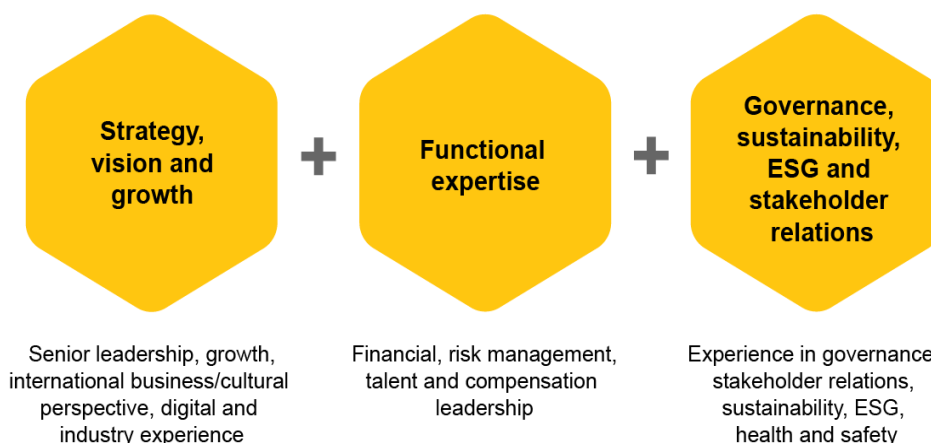 Strategy,
vision and
growth
+
Functional
expertise
+
Governance,
sustainability,
ESG and
stakeholder
relations
Senior leadership, growth,
international business/cultural
perspective, digital and
industry experience
Financial, risk management,
talent and compensation
leadership
Experience in governance
stakeholder relations,
sustainability, ESG,
health and safety